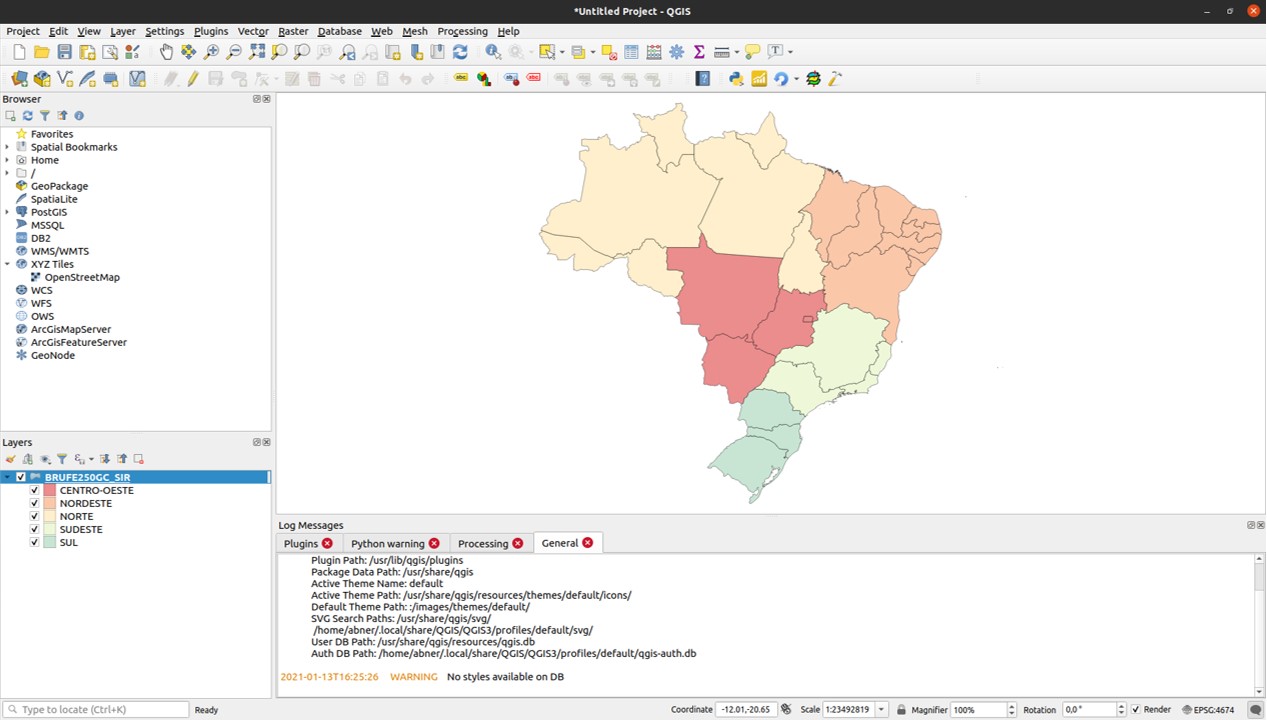 *Untitled Project - QGIS
Project Edit View Layer Settings Plugins Vector Raster Database Web Mesh Processing Help
Browser
Favorites
Spatial Bookmarks
Home
/
GeoPackage
SpatiaLite
PostGIS
MSSQL
DB2
WMS/WMTS
XYZ Tiles
OpenStreetMap
WCS
WFS
OWS
ArcGisMapServer
ArcGisFeatureServer
GeoNode
Layers
BRUFE250GC_SIR
CENTRO-OESTE
NORDESTE
NORTE
SUDESTE
SUL
Log Messages
Plugins Python warning Processing General
Plugin Path: /usr/lib/qgis/plugins
Package Data Path: /usr/share/qgis
Active Theme Name: default
Active Theme Path: /usr/share/qgis/resources/themes/default/icons/
Default Theme Path: :/images/themes/default/
SVG Search Paths: /usr/share/qgis/svg/
/home/abner/.local/share/QGIS/QGIS3/profiles/default/svg/
User DB Path: /usr/share/qgis/resources/qgis.db
Auth DB Path: /home/abner/.local/share/QGIS/QGIS3/profiles/default/qgis-auth.db
2021-01-13T16:25:26 WARNING No styles available on DB
Type to locate (Ctrl+K) Ready Coordinate -12.01,-20.65 Scale 1:23492819 Magnifier 100% Rotation 0,0° Render EPSG:4674